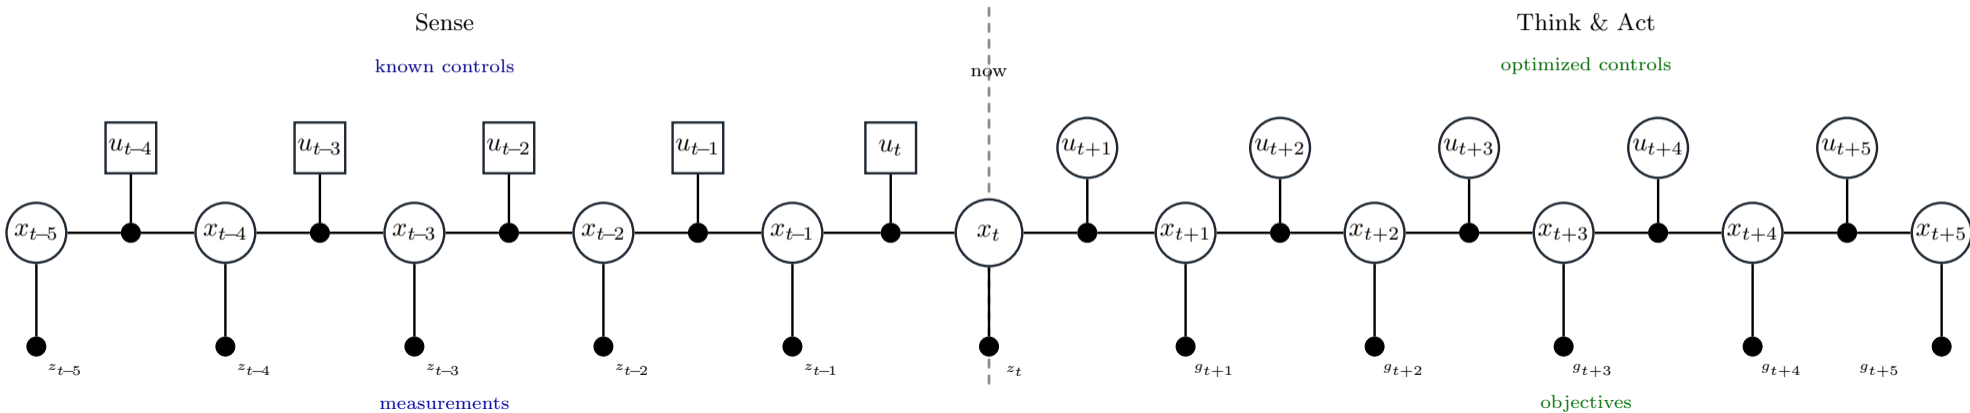 Sense
Think & Act
known controls
optimized controls
now
u_{t-4} u_{t-3} u_{t-2} u_{t-1} u_t u_{t+1} u_{t+2} u_{t+3} u_{t+4} u_{t+5}
x_{t-5} x_{t-4} x_{t-3} x_{t-2} x_{t-1} x_t x_{t+1} x_{t+2} x_{t+3} x_{t+4} x_{t+5}
z_{t-5} z_{t-4} z_{t-3} z_{t-2} z_{t-1} z_t g_{t+1} g_{t+2} g_{t+3} g_{t+4} g_{t+5}
measurements
objectives